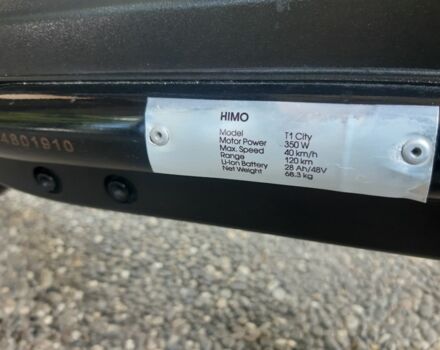 4801910
HIMO
Model T1 City
Motor Power 350 W
Max. Speed 40 km/h
Range 120 km
Li-Ion Battery 28 Ah/48V
Net Weight 68.3 kg